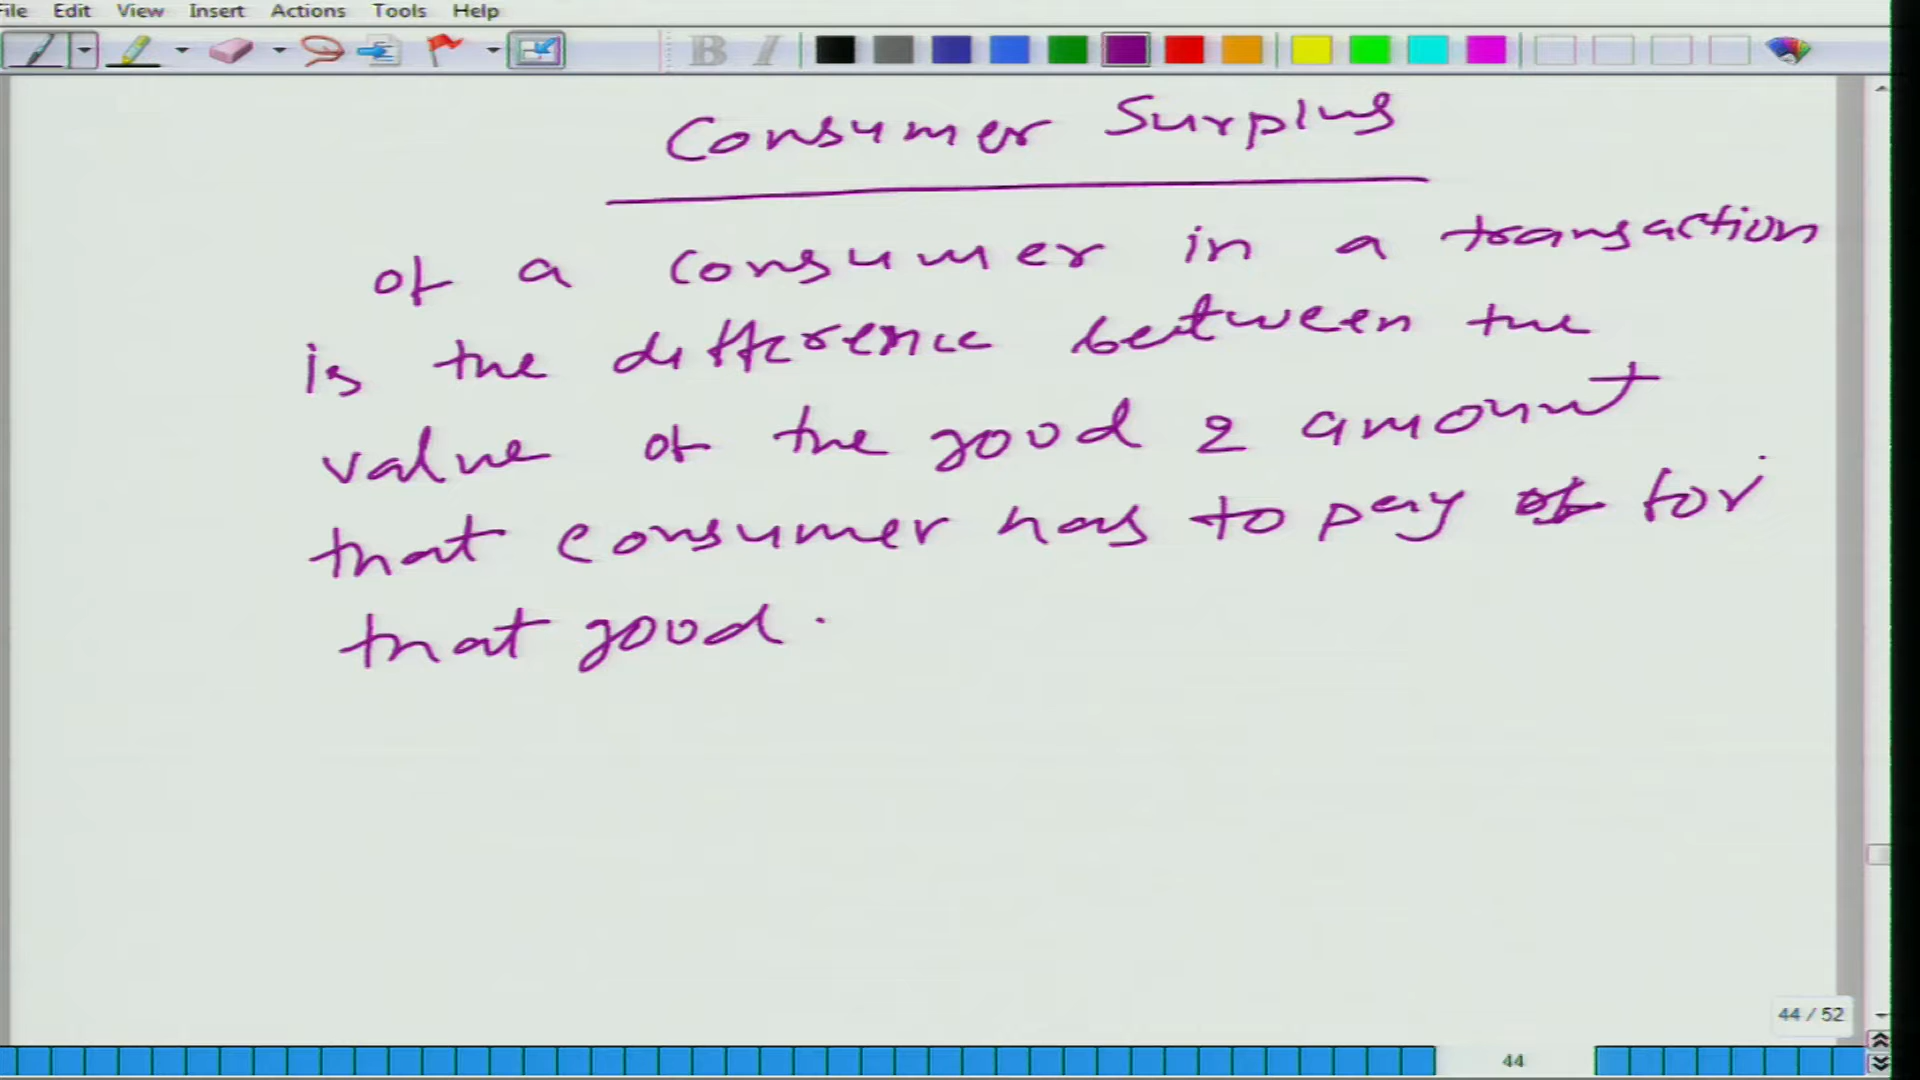 File Edit View Insert Actions Tools Help
B I
Consumer Surplus
of a consumer in a transaction
is the difference between the
value of the good & amount
that consumer has to pay of for
that good.
44 / 52
44